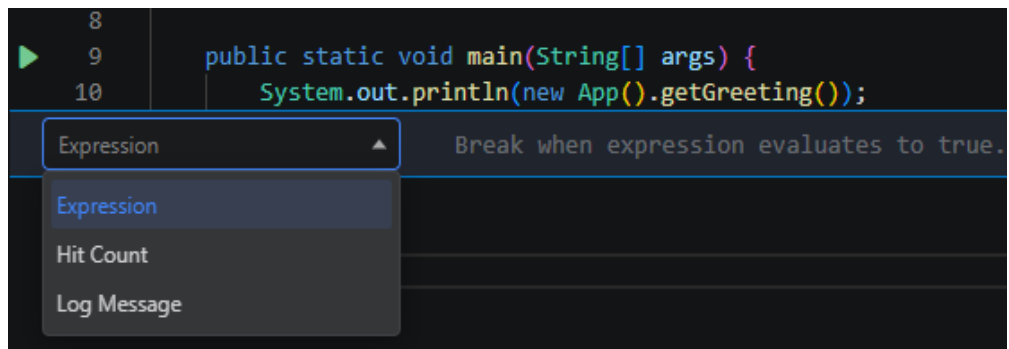 8
9 public static void main(String[] args) {
10 System.out.println(new App().getGreeting());
Expression Break when expression evaluates to true.
Expression
Hit Count
Log Message